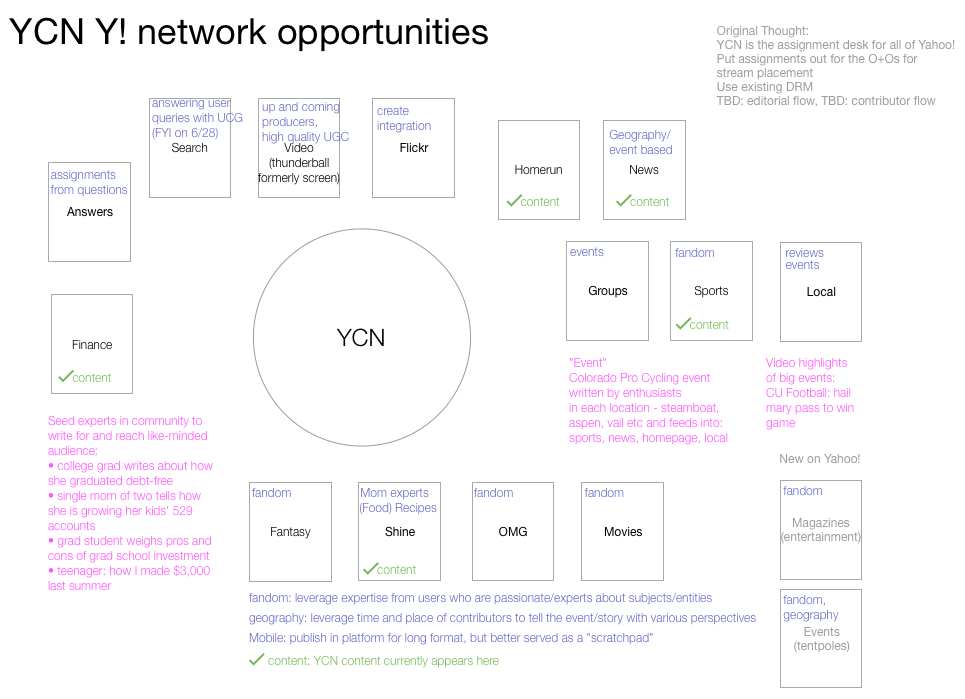 YCN Y! network opportunities
Original Thought:
YCN is the assignment desk for all of Yahoo!
Put assignments out for the O+Os for
stream placement
Use existing DRM
TBD: editorial flow, TBD: contributor flow
answering user
queries with UCG
(FYI on 6/28)
Search
up and coming
producers,
high quality UGC
Video
(thunderball
formerly screen)
create
integration
Flickr
Homerun
content
Geography/
event based
News
content
assignments
from questions
Answers
events
Groups
fandom
Sports
content
reviews
events
Local
Finance
content
YCN
"Event"
Colorado Pro Cycling event
written by enthusiasts
in each location - steamboat,
aspen, vail etc and feeds into:
sports, news, homepage, local
Video highlights
of big events:
CU Football: hail
mary pass to win
game
Seed experts in community to
write for and reach like-minded
audience:
• college grad writes about how
she graduated debt-free
• single mom of two tells how
she is growing her kids' 529
accounts
• grad student weighs pros and
cons of grad school investment
• teenager: how I made $3,000
last summer
New on Yahoo!
fandom
Fantasy
Mom experts
(Food) Recipes
Shine
content
fandom
OMG
fandom
Movies
fandom
Magazines
(entertainment)
fandom,
geography
Events
(tentpoles)
fandom: leverage expertise from users who are passionate/experts about subjects/entities
geography: leverage time and place of contributors to tell the event/story with various perspectives
Mobile: publish in platform for long format, but better served as a "scratchpad"
content: YCN content currently appears here